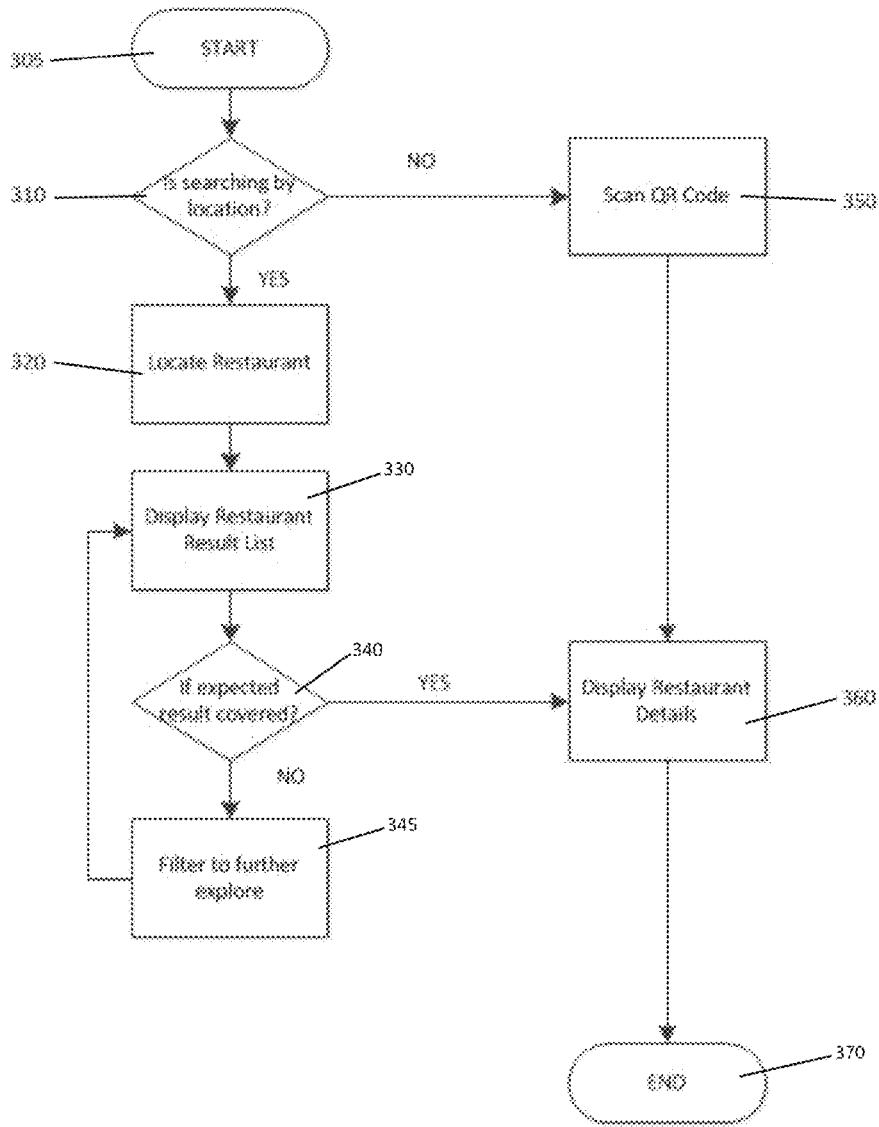 START
305
Is searching by
location?
310
NO
Scan QR Code
350
YES
Locate Restaurant
320
330
Display Restaurant
Result List
340
If expected
result covered?
YES
Display Restaurant
Details
360
NO
345
Filter to further
explore
370
END